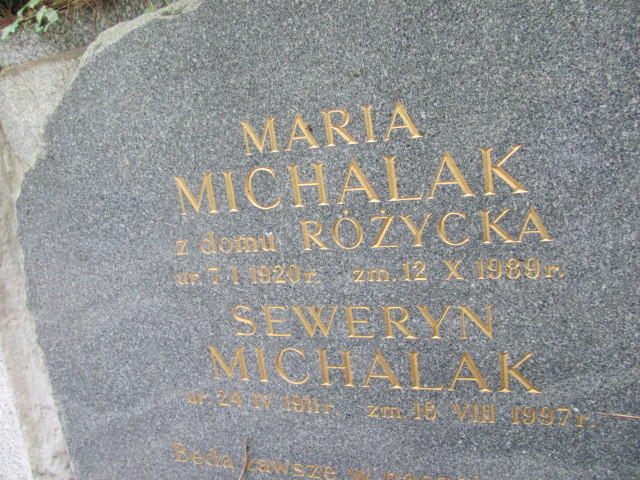 MARIA
MICHALAK
z domu RÓŻYCKA
ur. 7 I 1920 r. zm. 12 X 1989 r.
SEWERYN
MICHALAK
ur. 24 IV 1911 r. zm. 16 VIII 1997 r.
Będą zawsze w